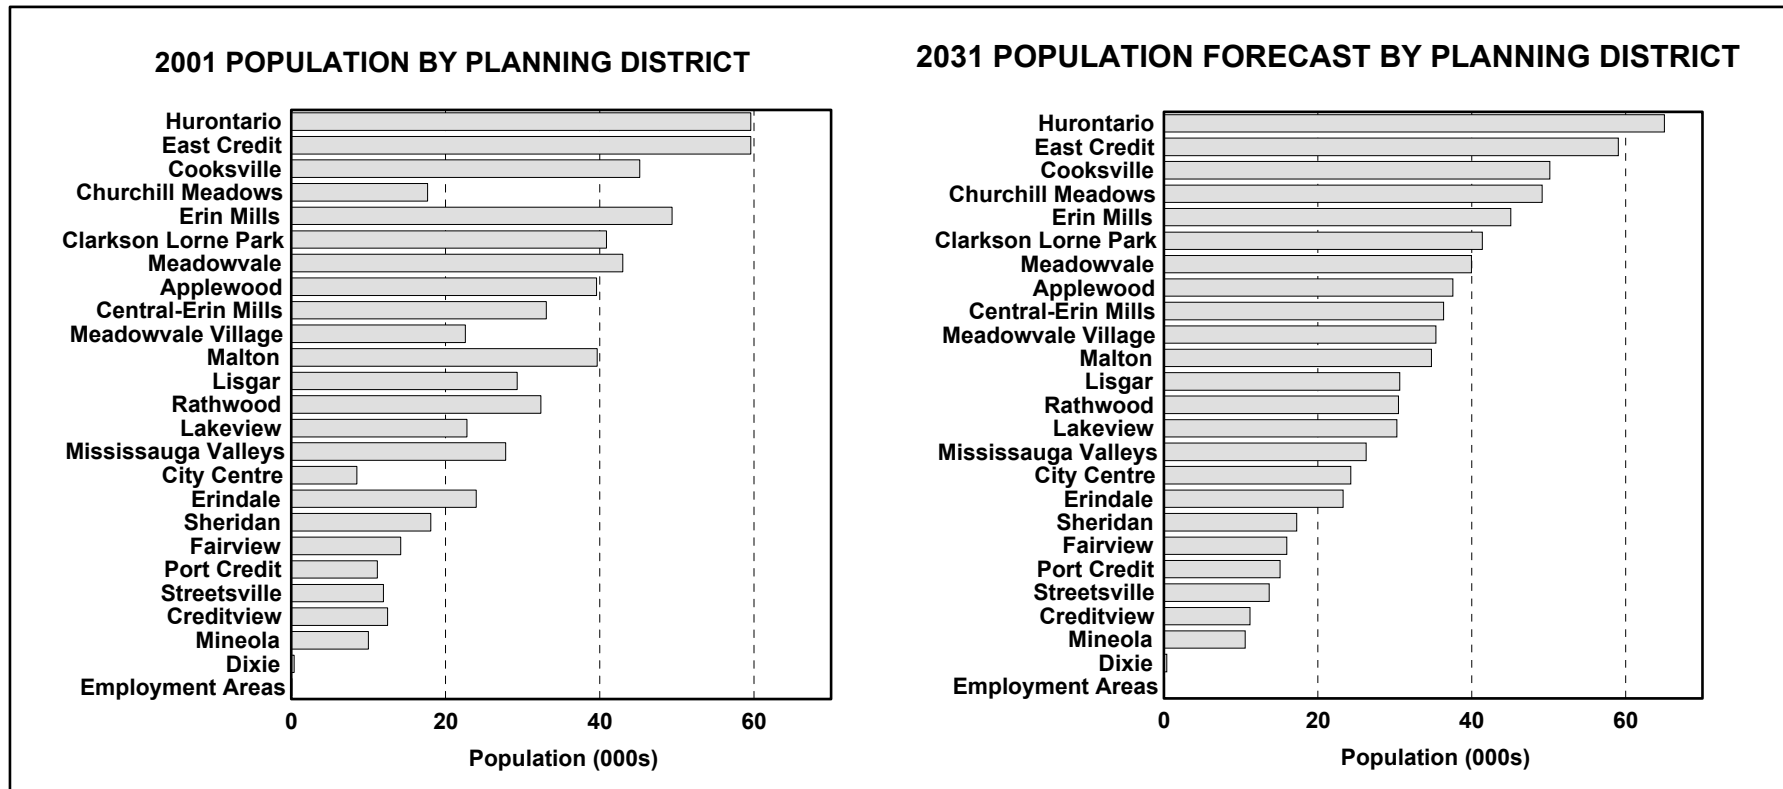 2001 POPULATION BY PLANNING DISTRICT
Hurontario
East Credit
Cooksville
Churchill Meadows
Erin Mills
Clarkson Lorne Park
Meadowvale
Applewood
Central-Erin Mills
Meadowvale Village
Malton
Lisgar
Rathwood
Lakeview
Mississauga Valleys
City Centre
Erindale
Sheridan
Fairview
Port Credit
Streetsville
Creditview
Mineola
Dixie
Employment Areas
0 20 40 60
Population (000s)
2031 POPULATION FORECAST BY PLANNING DISTRICT
Hurontario
East Credit
Cooksville
Churchill Meadows
Erin Mills
Clarkson Lorne Park
Meadowvale
Applewood
Central-Erin Mills
Meadowvale Village
Malton
Lisgar
Rathwood
Lakeview
Mississauga Valleys
City Centre
Erindale
Sheridan
Fairview
Port Credit
Streetsville
Creditview
Mineola
Dixie
Employment Areas
0 20 40 60
Population (000s)